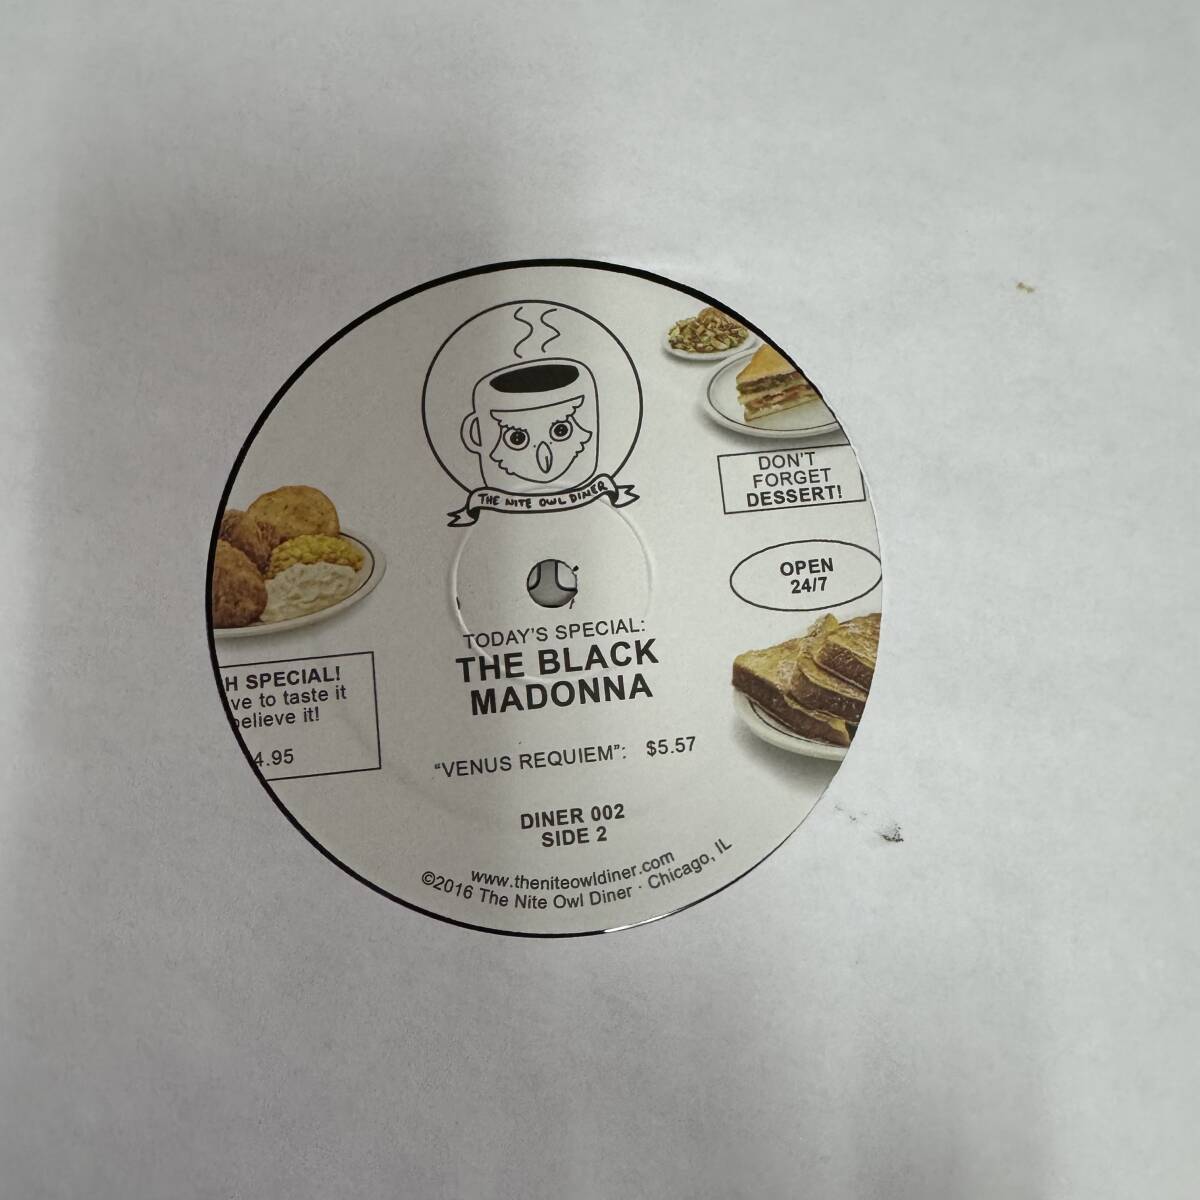 THE NITE OWL DINER
DON'T
FORGET
DESSERT!
OPEN
24/7
TODAY'S SPECIAL:
THE BLACK
MADONNA
H SPECIAL!
ve to taste it
believe it!
4.95
"VENUS REQUIEM": $5.57
DINER 002
SIDE 2
www.theniteowldiner.com
©2016 The Nite Owl Diner · Chicago, IL